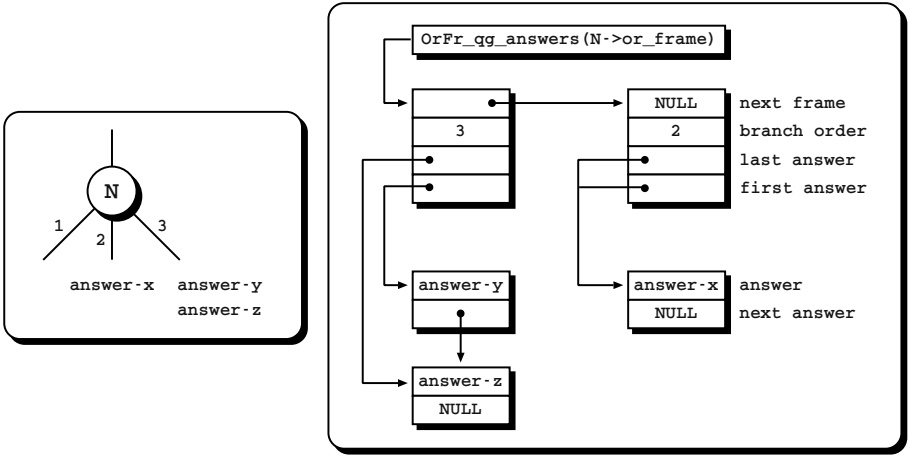 N
1
2
3
answer-x answer-y
answer-z
OrFr_qg_answers(N->or_frame)
NULL next frame
3 2 branch order
last answer
first answer
answer-y answer-x answer
NULL next answer
answer-z
NULL